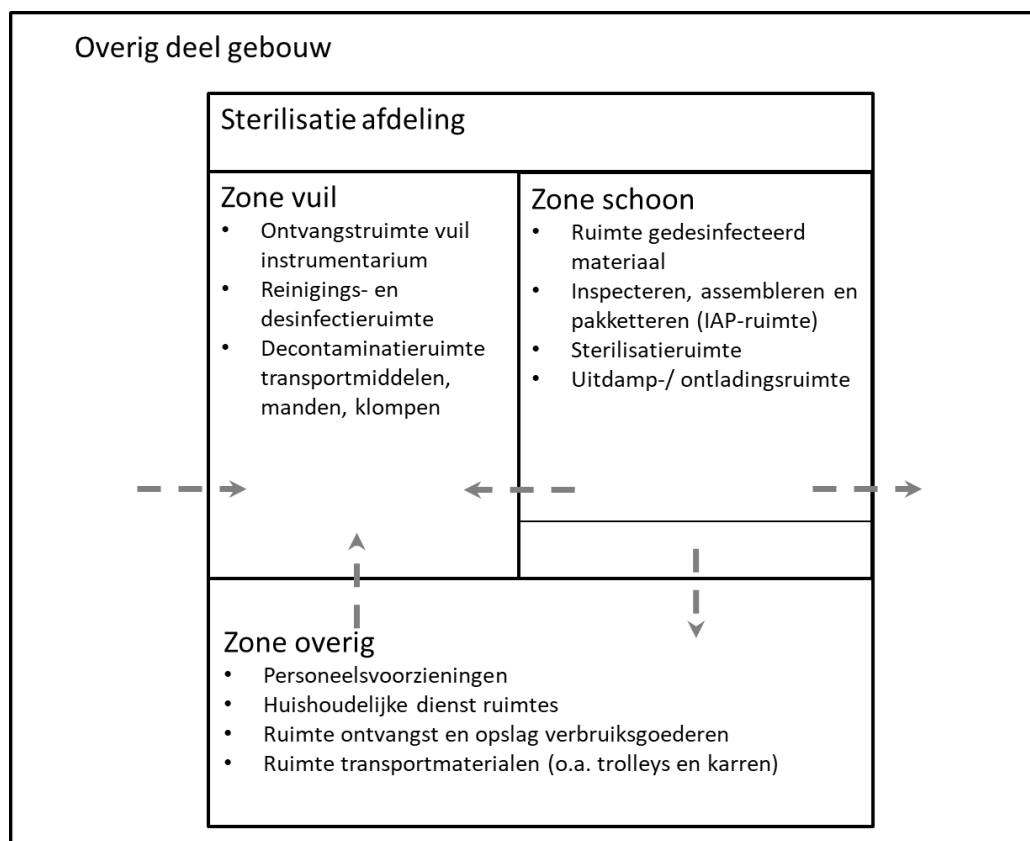 Overig deel gebouw
Sterilisatie afdeling
Zone vuil
• Ontvangstruimte vuil
instrumentarium
• Reinigings- en
desinfectieruimte
• Decontaminatieruimte
transportmiddelen,
manden, klompen
Zone schoon
• Ruimte gedesinfecteerd
materiaal
• Inspecteren, assembleren en
pakketteren (IAP-ruimte)
• Sterilisatieruimte
• Uitdamp-/ ontladingsruimte
Zone overig
• Personeelsvoorzieningen
• Huishoudelijke dienst ruimtes
• Ruimte ontvangst en opslag verbruiksgoederen
• Ruimte transportmaterialen (o.a. trolleys en karren)